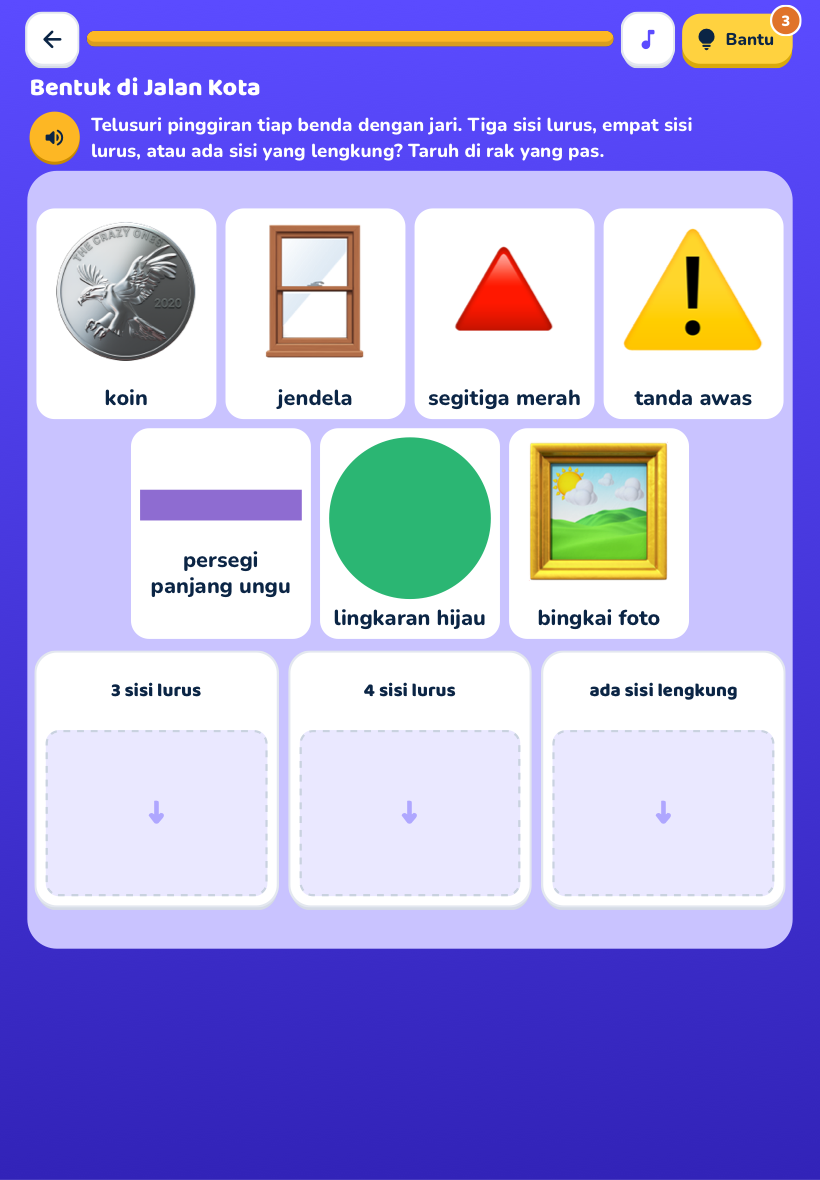 3
Bantu
Bentuk di Jalan Kota
Telusuri pinggiran tiap benda dengan jari. Tiga sisi lurus, empat sisi
lurus, atau ada sisi yang lengkung? Taruh di rak yang pas.
THE CRAZY ONES
2020
koin
jendela
segitiga merah
tanda awas
persegi
panjang ungu
lingkaran hijau
bingkai foto
3 sisi lurus
4 sisi lurus
ada sisi lengkung